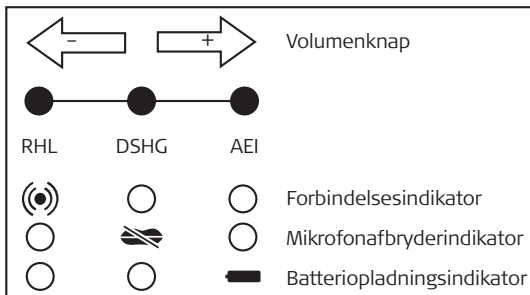 − + Volumenknap
RHL DSHG AEI
Forbindelsesindikator
Mikrofonafbryderindikator
Batteriopladningsindikator